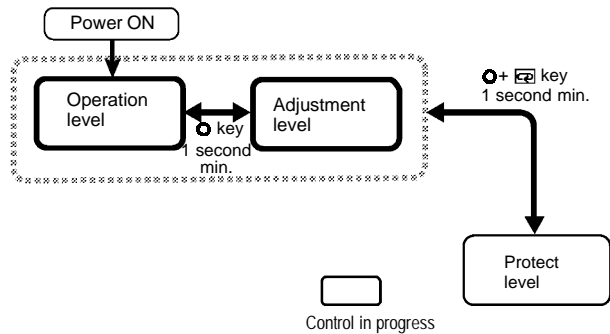 Power ON
Operation
level
Adjustment
level
key
1 second
min.
+ key
1 second min.
Protect
level
Control in progress